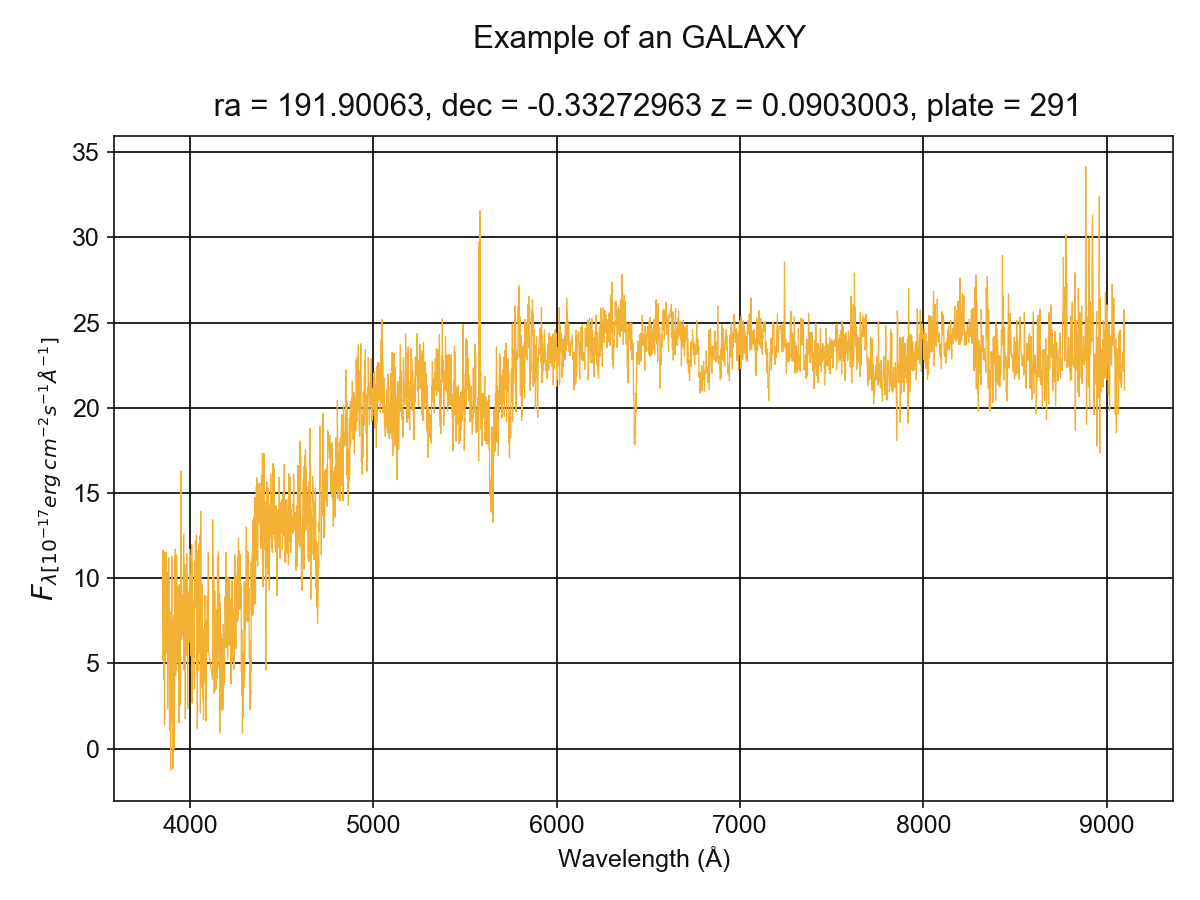 Example of an GALAXY
ra = 191.90063, dec = -0.33272963 z = 0.0903003, plate = 291
35
30
25
20
15
10
5
0
F_{λ[10^{−17}erg cm^{−2}s^{−1}Å^{−1}]}
4000 5000 6000 7000 8000 9000
Wavelength (Å)